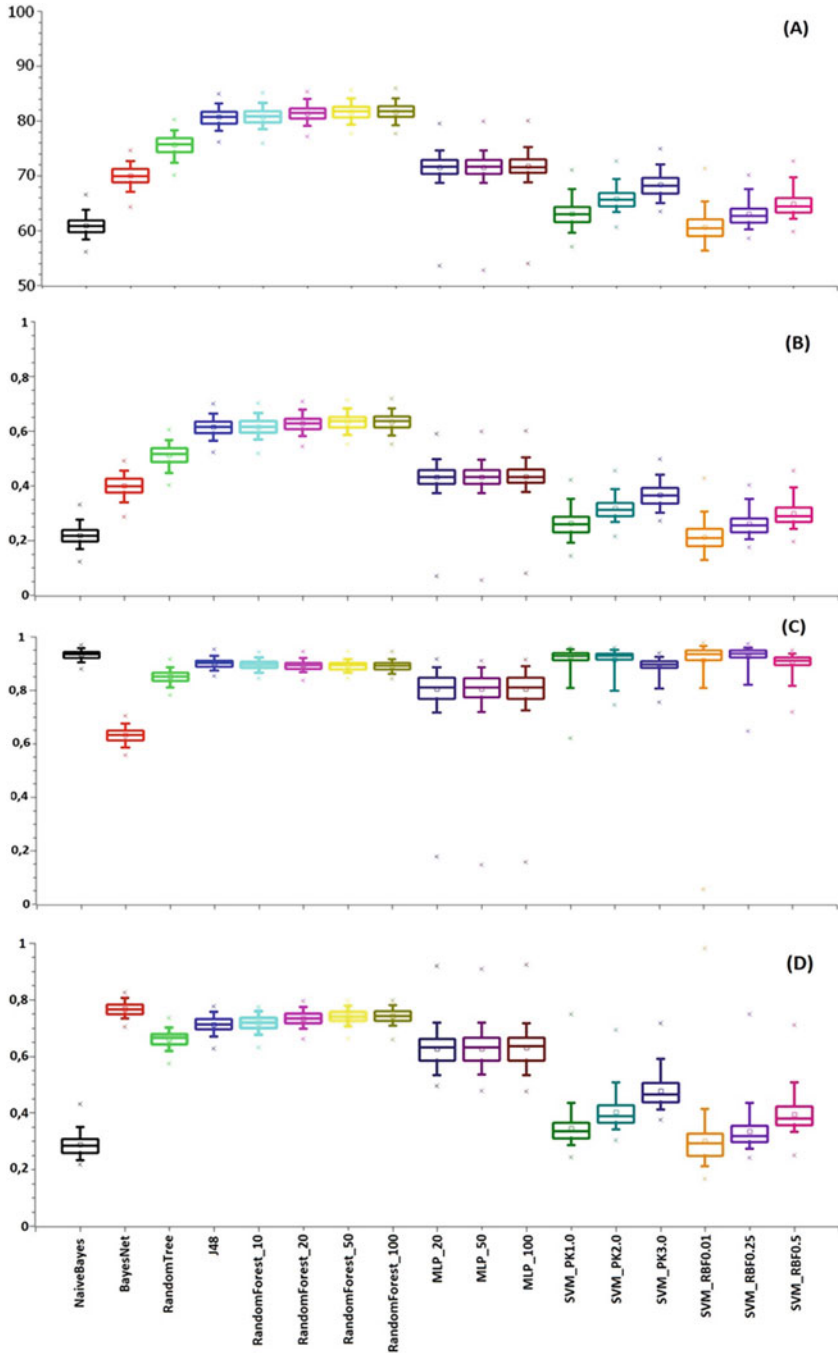 (A)
100
90
80
70
60
50
(B)
1
0,8
0,6
0,4
0,2
0
(C)
1
0,8
0,6
0,4
0,2
0
(D)
1
0,8
0,6
0,4
0,2
0
NaiveBayes
BayesNet
RandomTree
J48
RandomForest_10
RandomForest_20
RandomForest_50
RandomForest_100
MLP_20
MLP_50
MLP_100
SVM_PK1.0
SVM_PK2.0
SVM_PK3.0
SVM_RBF0.01
SVM_RBF0.25
SVM_RBF0.5